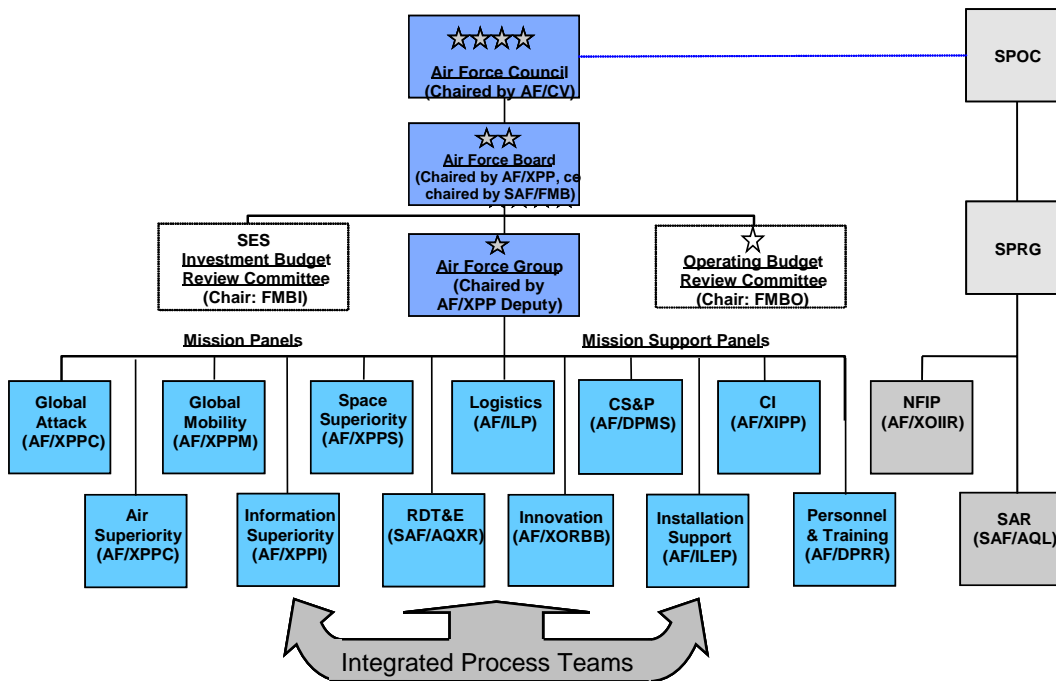 Air Force Council
(Chaired by AF/CV)
SPOC
Air Force Board
(Chaired by AF/XPP, ce
chaired by SAF/FMB)
SES
Investment Budget
Review Committee
(Chair: FMBI)
Air Force Group
(Chaired by
AF/XPP Deputy)
Operating Budget
Review Committee
(Chair: FMBO)
SPRG
Mission Panels
Mission Support Panels
Global
Attack
(AF/XPPC)
Global
Mobility
(AF/XPPM)
Space
Superiority
(AF/XPPS)
Logistics
(AF/ILP)
CS&P
(AF/DPMS)
CI
(AF/XIPP)
NFIP
(AF/XOIIR)
Air
Superiority
(AF/XPPC)
Information
Superiority
(AF/XPPI)
RDT&E
(SAF/AQXR)
Innovation
(AF/XORBB)
Installation
Support
(AF/ILEP)
Personnel
& Training
(AF/DPRR)
SAR
(SAF/AQL)
Integrated Process Teams